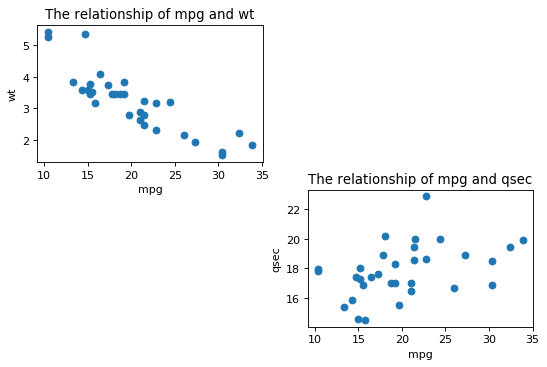 The relationship of mpg and wt
5
4
3
2
wt
10 15 20 25 30 35
mpg
The relationship of mpg and qsec
22
20
18
16
qsec
10 15 20 25 30 35
mpg